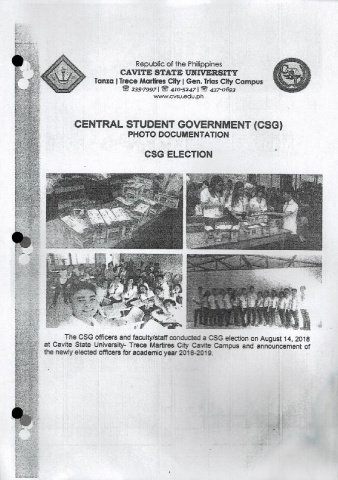 Republic of the Philippines
CAVITE STATE UNIVERSITY
Tanza | Trece Martires City | Gen. Trias City Campus
☎ 235-7997 | ☎ 410-5247 | ☎ 437-0693
www.cvsu.edu.ph
CENTRAL STUDENT GOVERNMENT (CSG)
PHOTO DOCUMENTATION
CSG ELECTION
The CSG officers and faculty/staff conducted a CSG election on August 14, 2018
at Cavite State University- Trece Martires City Cavite Campus and announcement of
the newly elected officers for academic year 2018-2019.